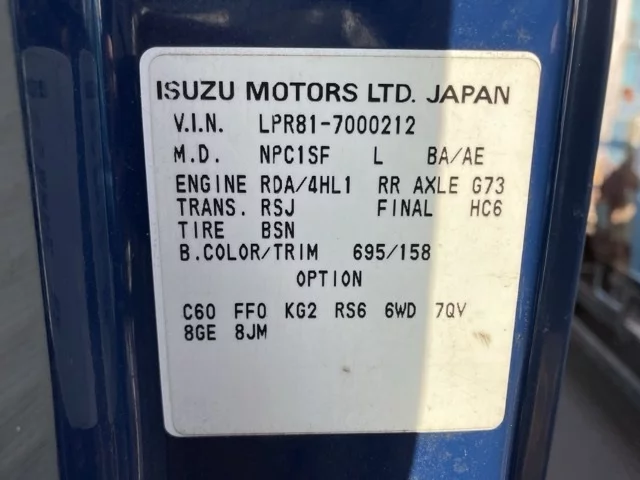 ISUZU MOTORS LTD. JAPAN
V.I.N. LPR81-7000212
M.D. NPC1SF L BA/AE
ENGINE RDA/4HL1 RR AXLE G73
TRANS. RSJ FINAL HC6
TIRE BSN
B.COLOR/TRIM 695/158
OPTION
C60 FF0 KG2 RS6 6WD 7QV
8GE 8JM